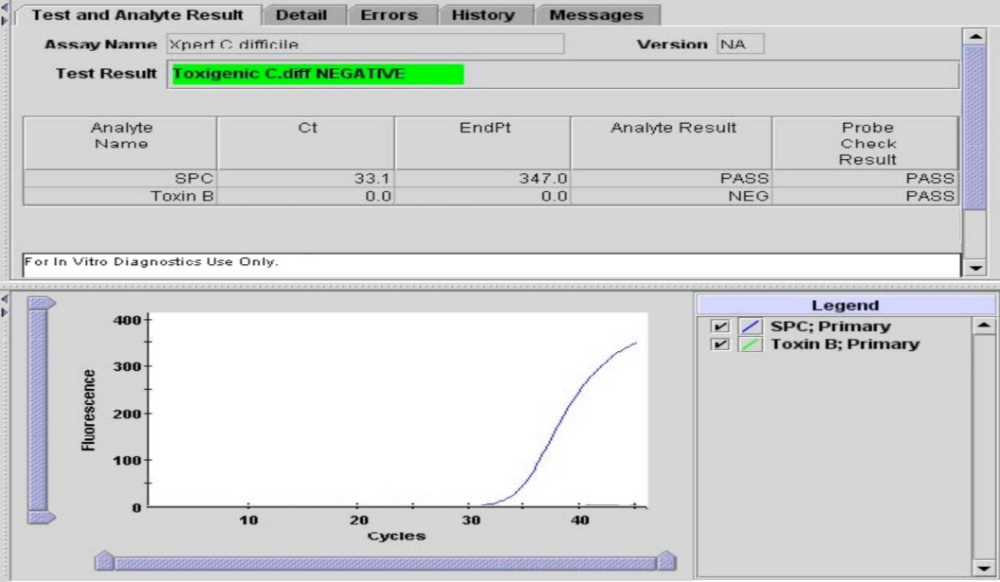 Test and Analyte Result Detail Errors History Messages
Assay Name Xpert C difficile Version NA
Test Result Toxigenic C.diff NEGATIVE
Analyte Name Ct EndPt Analyte Result Probe Check Result
SPC 33.1 347.0 PASS PASS
Toxin B 0.0 0.0 NEG PASS
For In Vitro Diagnostics Use Only.
Legend
SPC; Primary
Toxin B; Primary
400
300
200
100
0
Fluorescence
10 20 30 40
Cycles